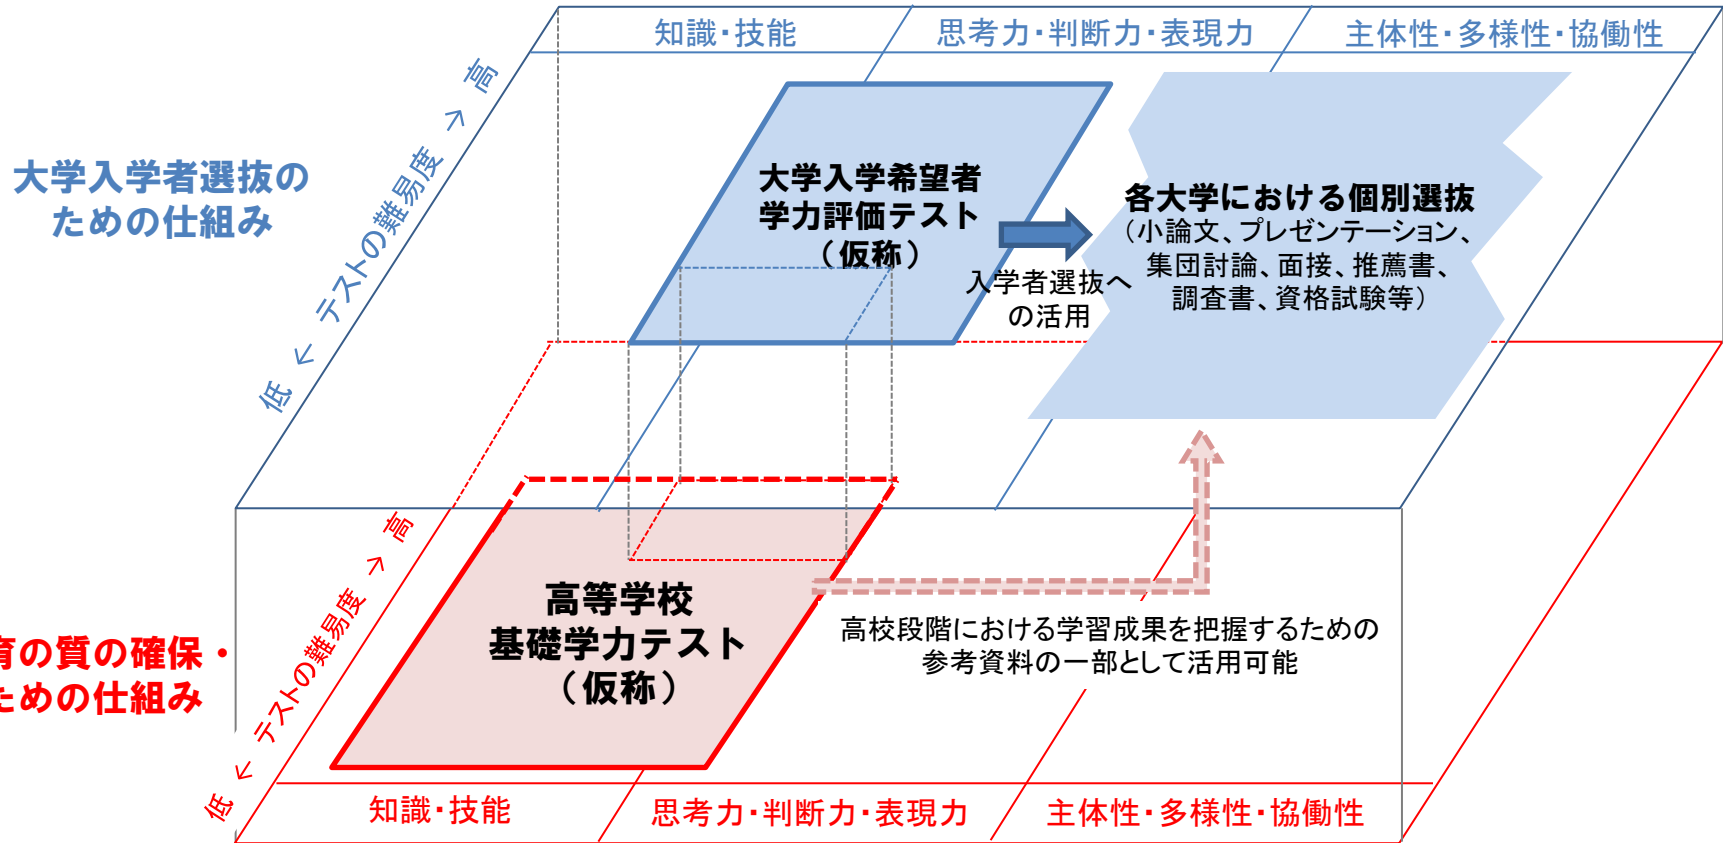 知識・技能
思考力・判断力・表現力
主体性・多様性・協働性
低 ← テストの難易度 → 高
大学入学者選抜の
ための仕組み
大学入学希望者
学力評価テスト
（仮称）
入学者選抜へ
の活用
各大学における個別選抜
（小論文、プレゼンテーション、
集団討論、面接、推薦書、
調査書、資格試験等）
低 ← テストの難易度 → 高
育の質の確保・
ための仕組み
高等学校
基礎学力テスト
（仮称）
高校段階における学習成果を把握するための
参考資料の一部として活用可能
知識・技能
思考力・判断力・表現力
主体性・多様性・協働性